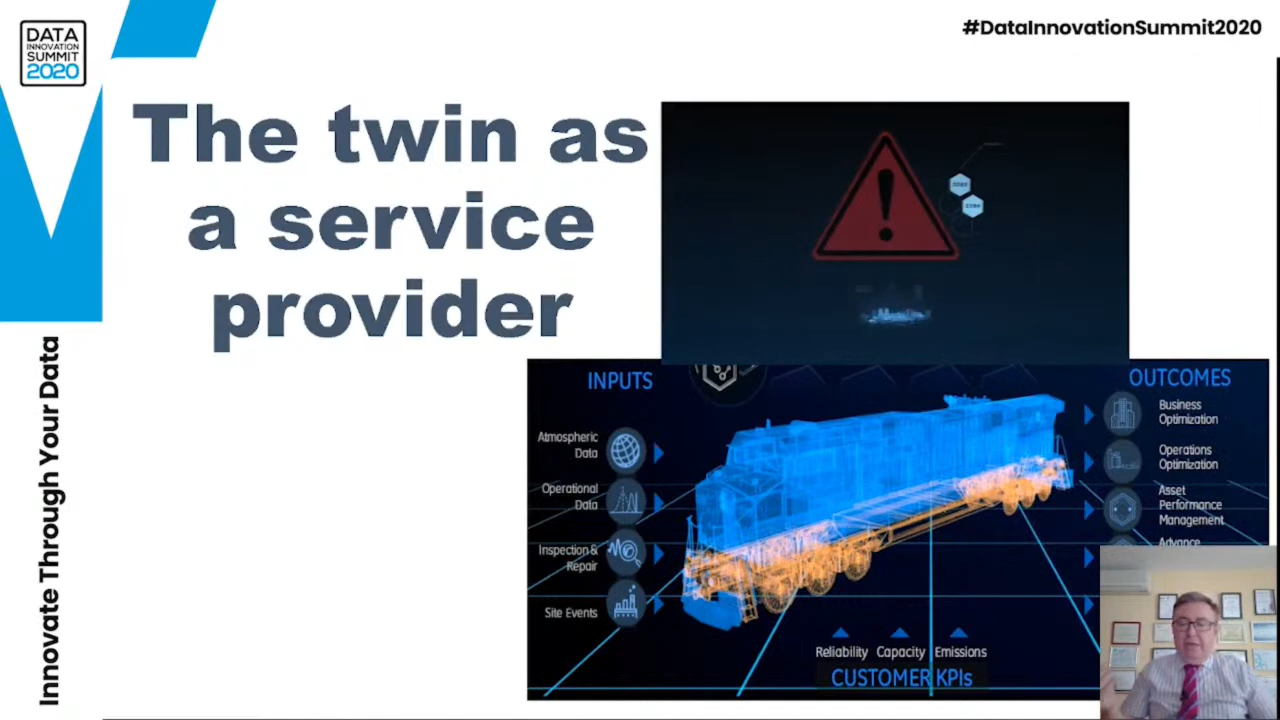 DATA
INNOVATION
SUMMIT
2020
#DataInnovationSummit2020
The twin as
a service
provider
Innovate Through Your Data
INPUTS
Atmospheric
Data
Operational
Data
Inspection &
Repair
Site Events
OUTCOMES
Business
Optimization
Operations
Optimization
Asset
Performance
Management
Advance
Reliability Capacity Emissions
CUSTOMER KPIs